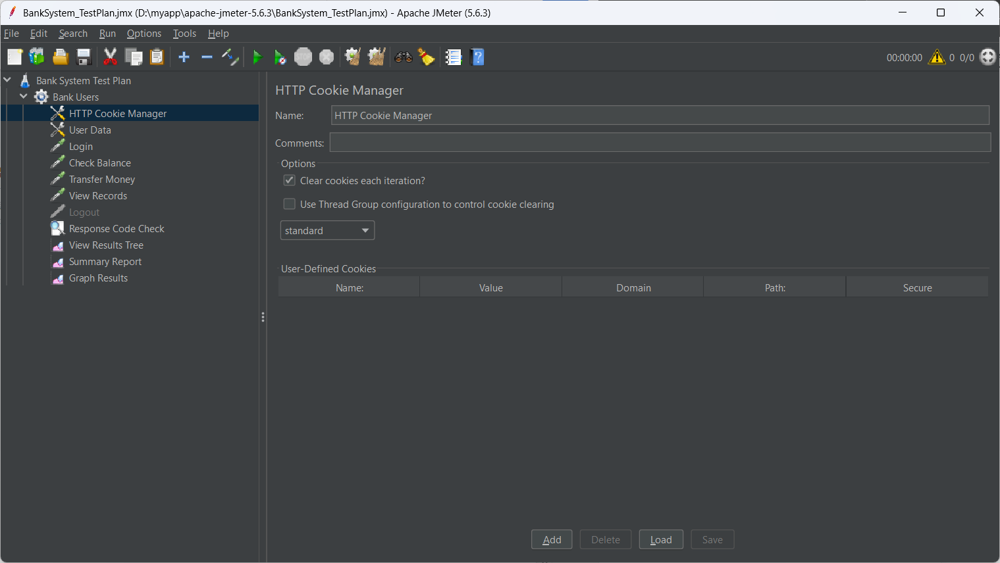 BankSystem_TestPlan.jmx (D:\myapp\apache-jmeter-5.6.3\BankSystem_TestPlan.jmx) - Apache JMeter (5.6.3)
File Edit Search Run Options Tools Help
STOP
00:00:00 0 0/0
Bank System Test Plan
Bank Users
HTTP Cookie Manager
User Data
Login
Check Balance
Transfer Money
View Records
Logout
Response Code Check
View Results Tree
Summary Report
Graph Results
HTTP Cookie Manager
Name: HTTP Cookie Manager
Comments:
Options
Clear cookies each iteration?
Use Thread Group configuration to control cookie clearing
standard
User-Defined Cookies
Name: Value Domain Path: Secure
Add Delete Load Save